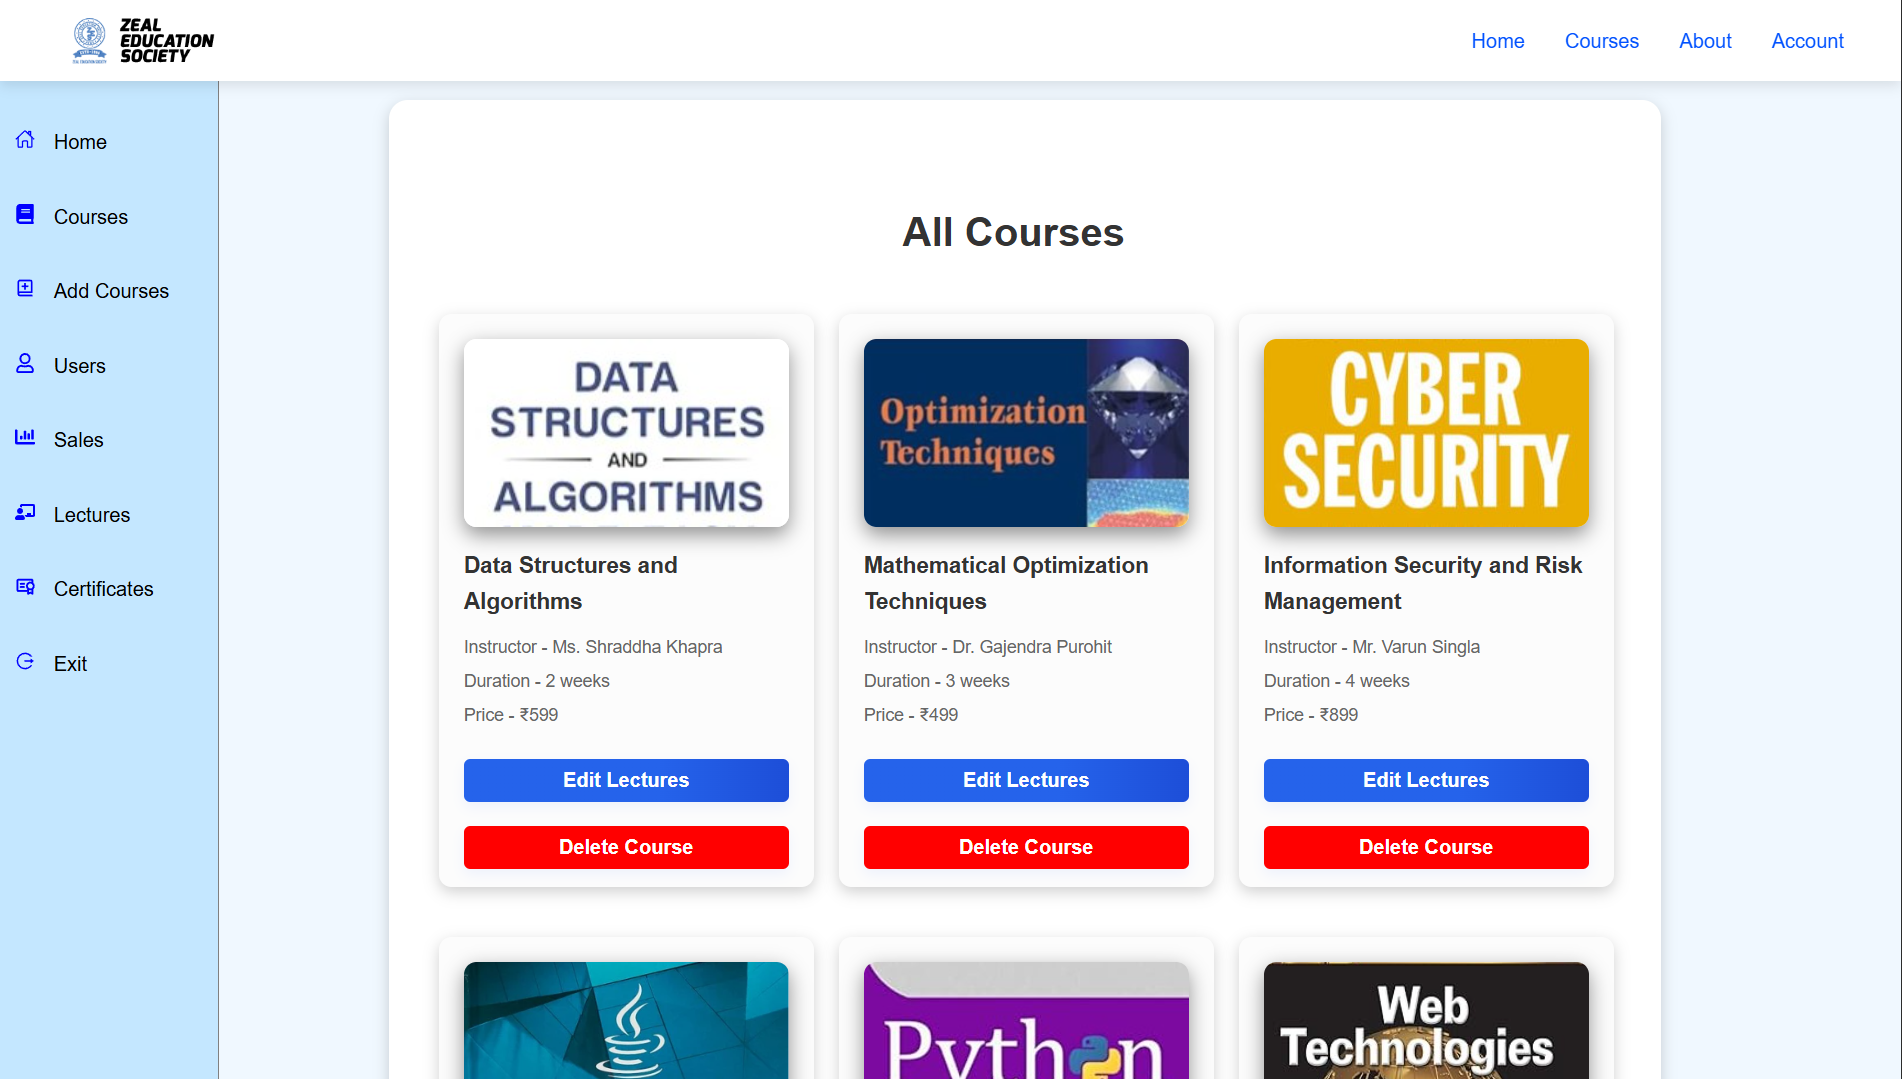 ZEAL
EDUCATION
SOCIETY
Home
Courses
About
Account
Home
Courses
Add Courses
Users
Sales
Lectures
Certificates
Exit
All Courses
DATA
STRUCTURES
AND
ALGORITHMS
Data Structures and
Algorithms
Instructor - Ms. Shraddha Khapra
Duration - 2 weeks
Price - ₹599
Edit Lectures
Delete Course
Optimization
Techniques
Mathematical Optimization
Techniques
Instructor - Dr. Gajendra Purohit
Duration - 3 weeks
Price - ₹499
Edit Lectures
Delete Course
CYBER
SECURITY
Information Security and Risk
Management
Instructor - Mr. Varun Singla
Duration - 4 weeks
Price - ₹899
Edit Lectures
Delete Course
Python
Web
Technologies